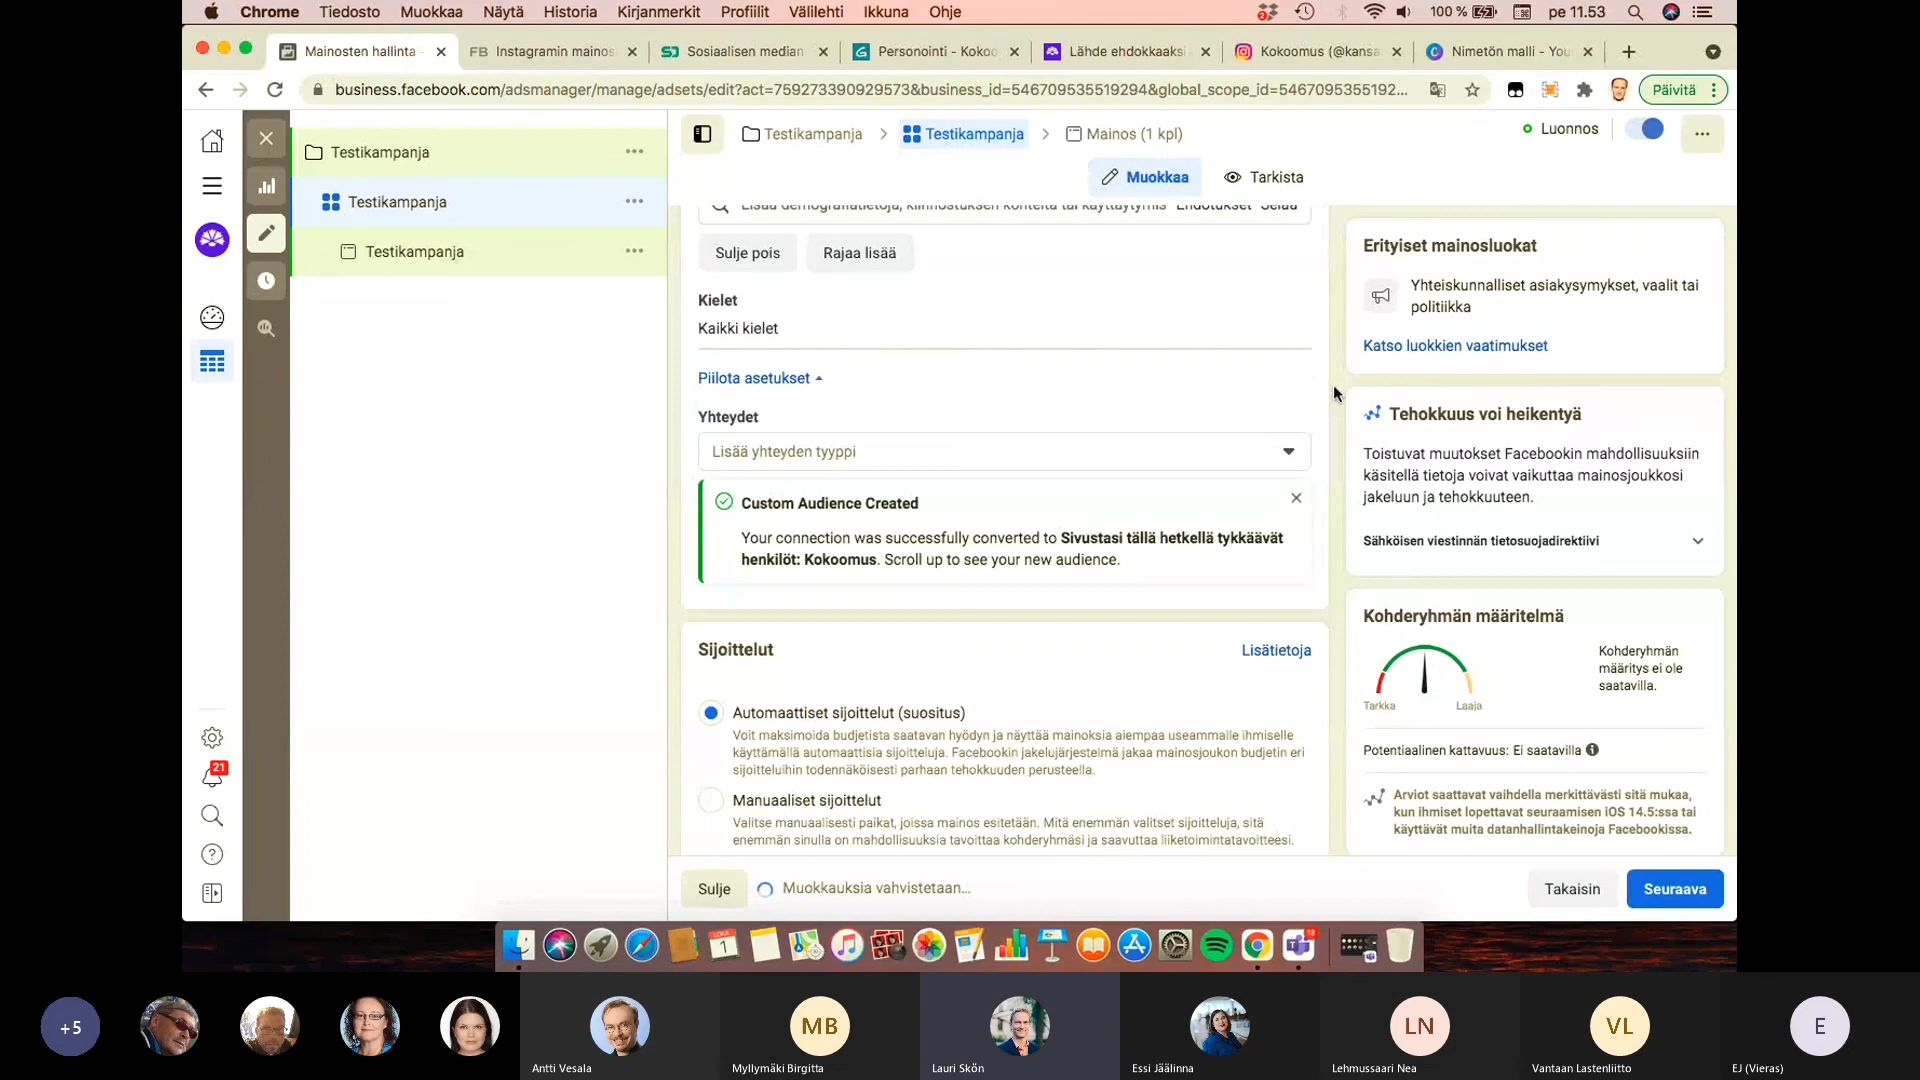 Chrome Tiedosto Muokkaa Näytä Historia Kirjanmerkit Profiilit Välilehti Ikkuna Ohje
100 % pe 11.53
Mainosten hallinta
FB Instagramin mainos
Sosiaalisen median
Personointi - Koko
Lähde ehdokkaaksi
Kokoomus (@kansa
Nimetön malli - You
business.facebook.com/adsmanager/manage/adsets/edit?act=759273390929573&business_id=546709535519294&global_scope_id=5467095355192...
Päivitä
Testikampanja
Testikampanja
Testikampanja
Testikampanja
Testikampanja
Mainos (1 kpl)
Luonnos
Muokkaa
Tarkista
Lisää demografiatietoja, kiinnostuksen kohteita tai käyttäytymis Ehdotukset Selaa
Sulje pois
Rajaa lisää
Kielet
Kaikki kielet
Piilota asetukset
Yhteydet
Lisää yhteyden tyyppi
Custom Audience Created
Your connection was successfully converted to Sivustasi tällä hetkellä tykkäävät
henkilöt: Kokoomus. Scroll up to see your new audience.
Sijoittelut
Lisätietoja
Automaattiset sijoittelut (suositus)
Voit maksimoida budjetista saatavan hyödyn ja näyttää mainoksia aiempaa useammalle ihmiselle
käyttämällä automaattisia sijoitteluja. Facebookin jakelujärjestelmä jakaa mainosjoukon budjetin eri
sijoitteluihin todennäköisesti parhaan tehokkuuden perusteella.
Manuaaliset sijoittelut
Valitse manuaalisesti paikat, joissa mainos esitetään. Mitä enemmän valitset sijoitteluja, sitä
enemmän sinulla on mahdollisuuksia tavoittaa kohderyhmäsi ja saavuttaa liiketoimintatavoitteesi.
Erityiset mainosluokat
Yhteiskunnalliset asiakysymykset, vaalit tai
politiikka
Katso luokkien vaatimukset
Tehokkuus voi heikentyä
Toistuvat muutokset Facebookin mahdollisuuksiin
käsitellä tietoja voivat vaikuttaa mainosjoukkosi
jakeluun ja tehokkuuteen.
Sähköisen viestinnän tietosuojadirektiivi
Kohderyhmän määritelmä
Kohderyhmän
määritys ei ole
saatavilla.
Tarkka
Laaja
Potentiaalinen kattavuus: Ei saatavilla
Arviot saattavat vaihdella merkittävästi sitä mukaa,
kun ihmiset lopettavat seuraamisen iOS 14.5:ssa tai
käyttävät muita datanhallintakeinoja Facebookissa.
21
Sulje
Muokkauksia vahvistetaan...
Takaisin
Seuraava
LOKA
1
+5
MB
LN
VL
E
Antti Vesala
Myllymäki Birgitta
Lauri Skön
Essi Jäälinna
Lehmussaari Nea
Vantaan Lastenliitto
EJ (Vieras)